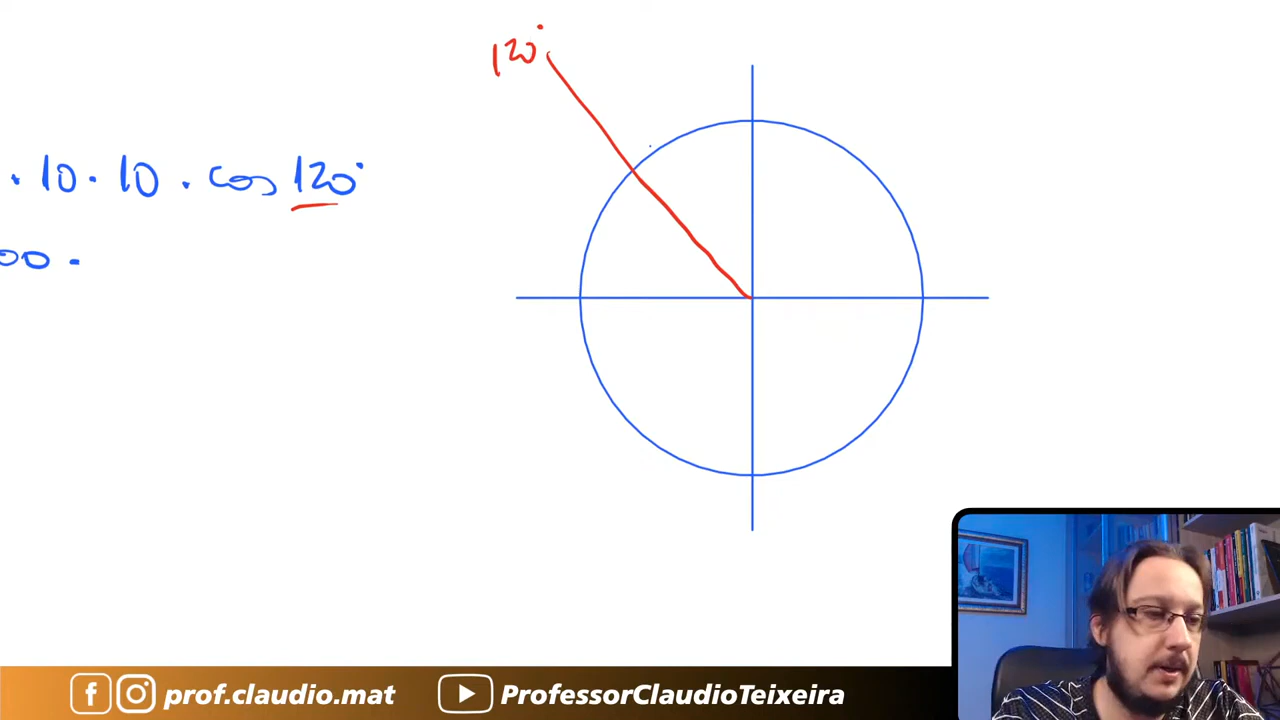 120°
· 10 · 10 · cos 120°
00 ·
prof.claudio.mat
ProfessorClaudioTeixeira